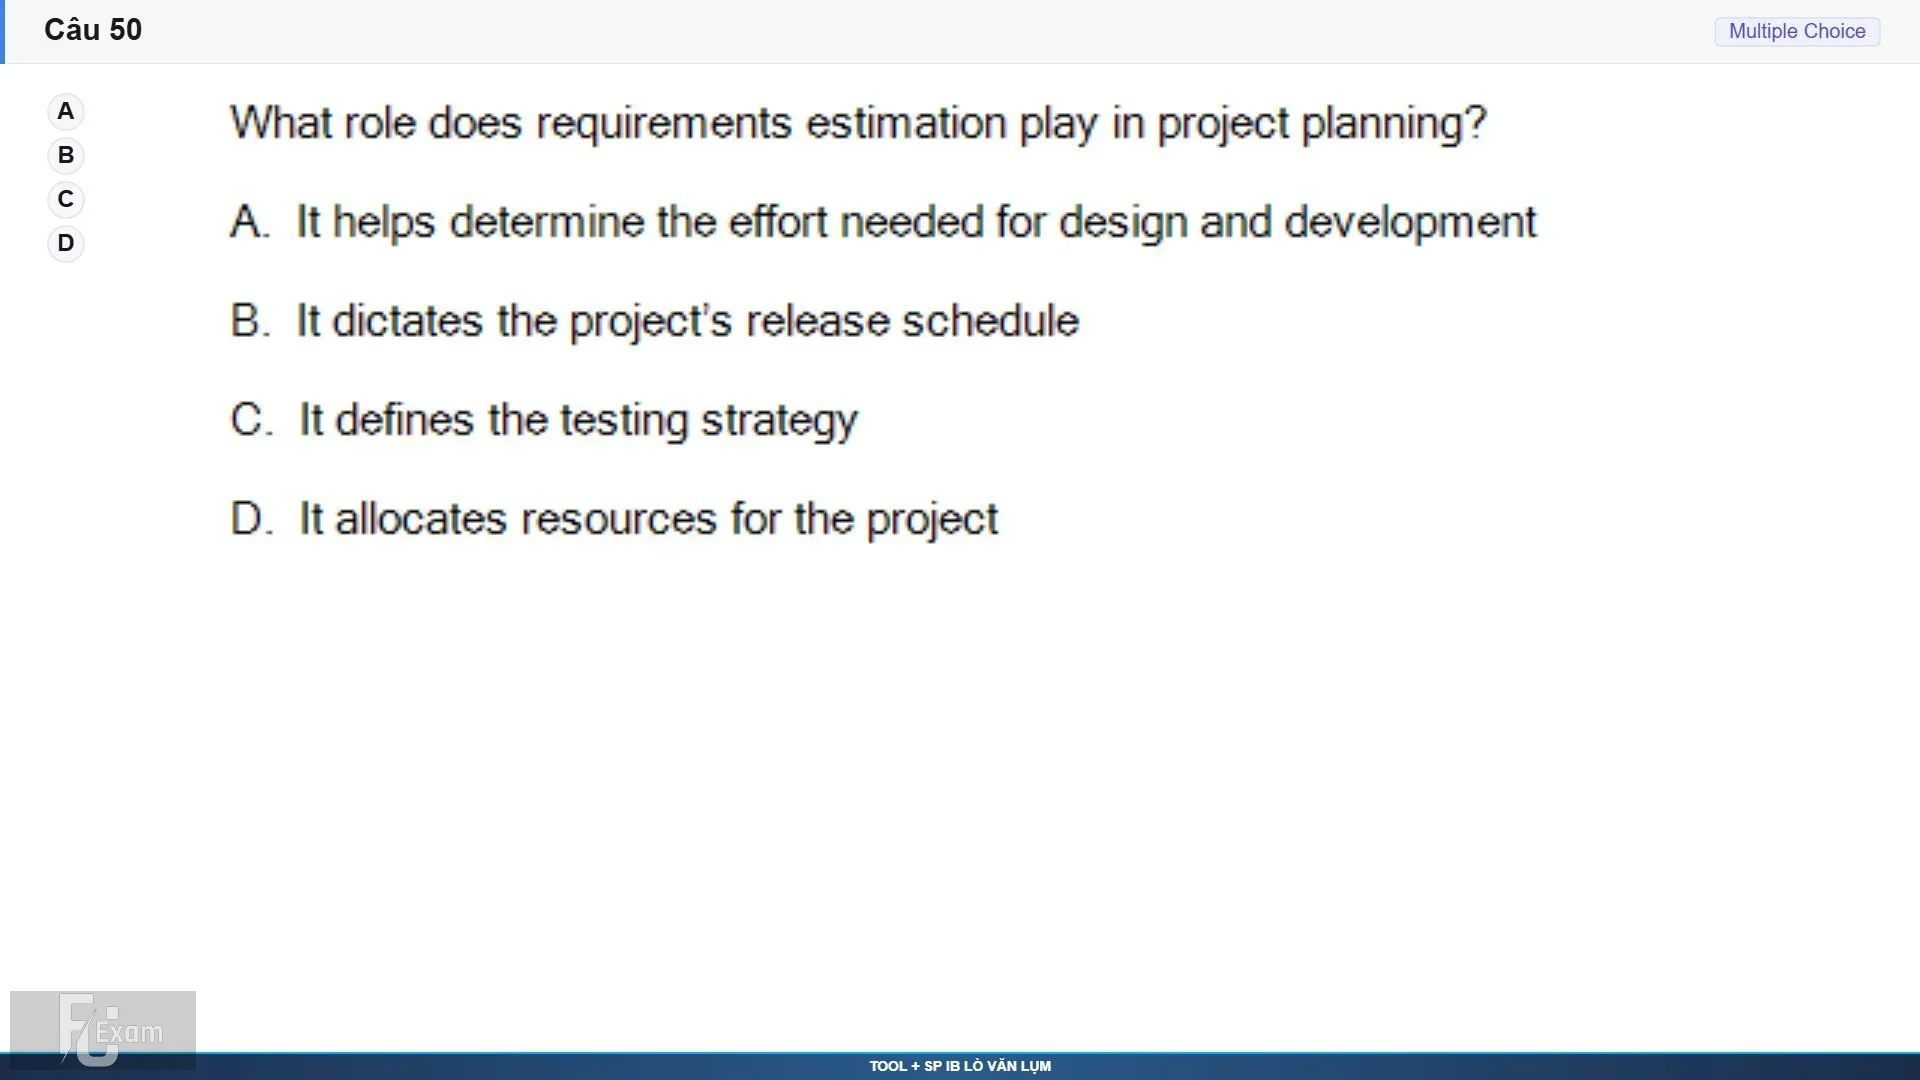 Câu 50
Multiple Choice
A
B
C
D
What role does requirements estimation play in project planning?
A. It helps determine the effort needed for design and development
B. It dictates the project's release schedule
C. It defines the testing strategy
D. It allocates resources for the project
FU Exam
TOOL + SP IB LÒ VĂN LỤM